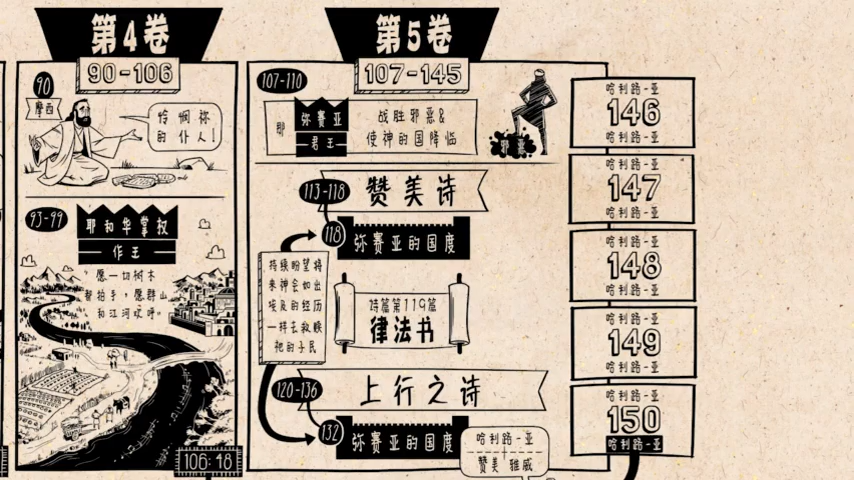 第4卷
90-106
90
摩西
怜悯祢
的仆人!
93-99
耶和华掌权
作王
愿一切树木
都拍手,愿群山
和江河欢呼
106:48
第5卷
107-145
107-110
那
弥赛亚
君王
战胜邪恶&
使神的国降临
邪恶
113-118
赞美诗
118
弥赛亚的国度
持续盼望将
来神会如出
埃及的经历
一样去救赎
祂的子民
诗篇第119篇
律法书
120-136
上行之诗
132
弥赛亚的国度
哈利路-亚
赞美 雅威
哈利路-亚
146
哈利路-亚
哈利路-亚
147
哈利路-亚
哈利路-亚
148
哈利路-亚
哈利路-亚
149
哈利路-亚
哈利路-亚
150
哈利路-亚